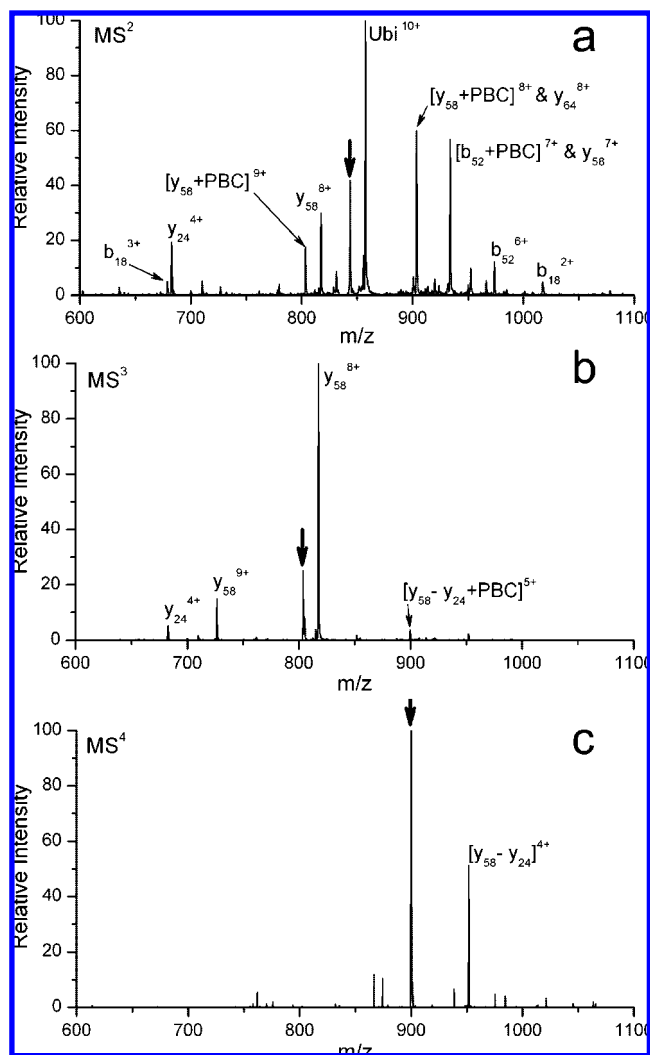 MS²
a
Ubi¹⁰⁺
[y₅₈+PBC]⁸⁺ & y₆₄⁸⁺
[b₅₂+PBC]⁷⁺ & y₅₈⁷⁺
[y₅₈+PBC]⁹⁺
y₅₈⁸⁺
b₁₈³⁺
y₂₄⁴⁺
b₅₂⁶⁺
b₁₈²⁺
Relative Intensity
100
80
60
40
20
0
600 700 800 900 1000 1100
m/z
MS³
b
y₅₈⁸⁺
y₂₄⁴⁺
y₅₈⁹⁺
[y₅₈- y₂₄+PBC]⁵⁺
Relative Intensity
100
80
60
40
20
0
600 700 800 900 1000 1100
m/z
MS⁴
c
[y₅₈- y₂₄]⁴⁺
Relative Intensity
100
80
60
40
20
0
600 700 800 900 1000 1100
m/z